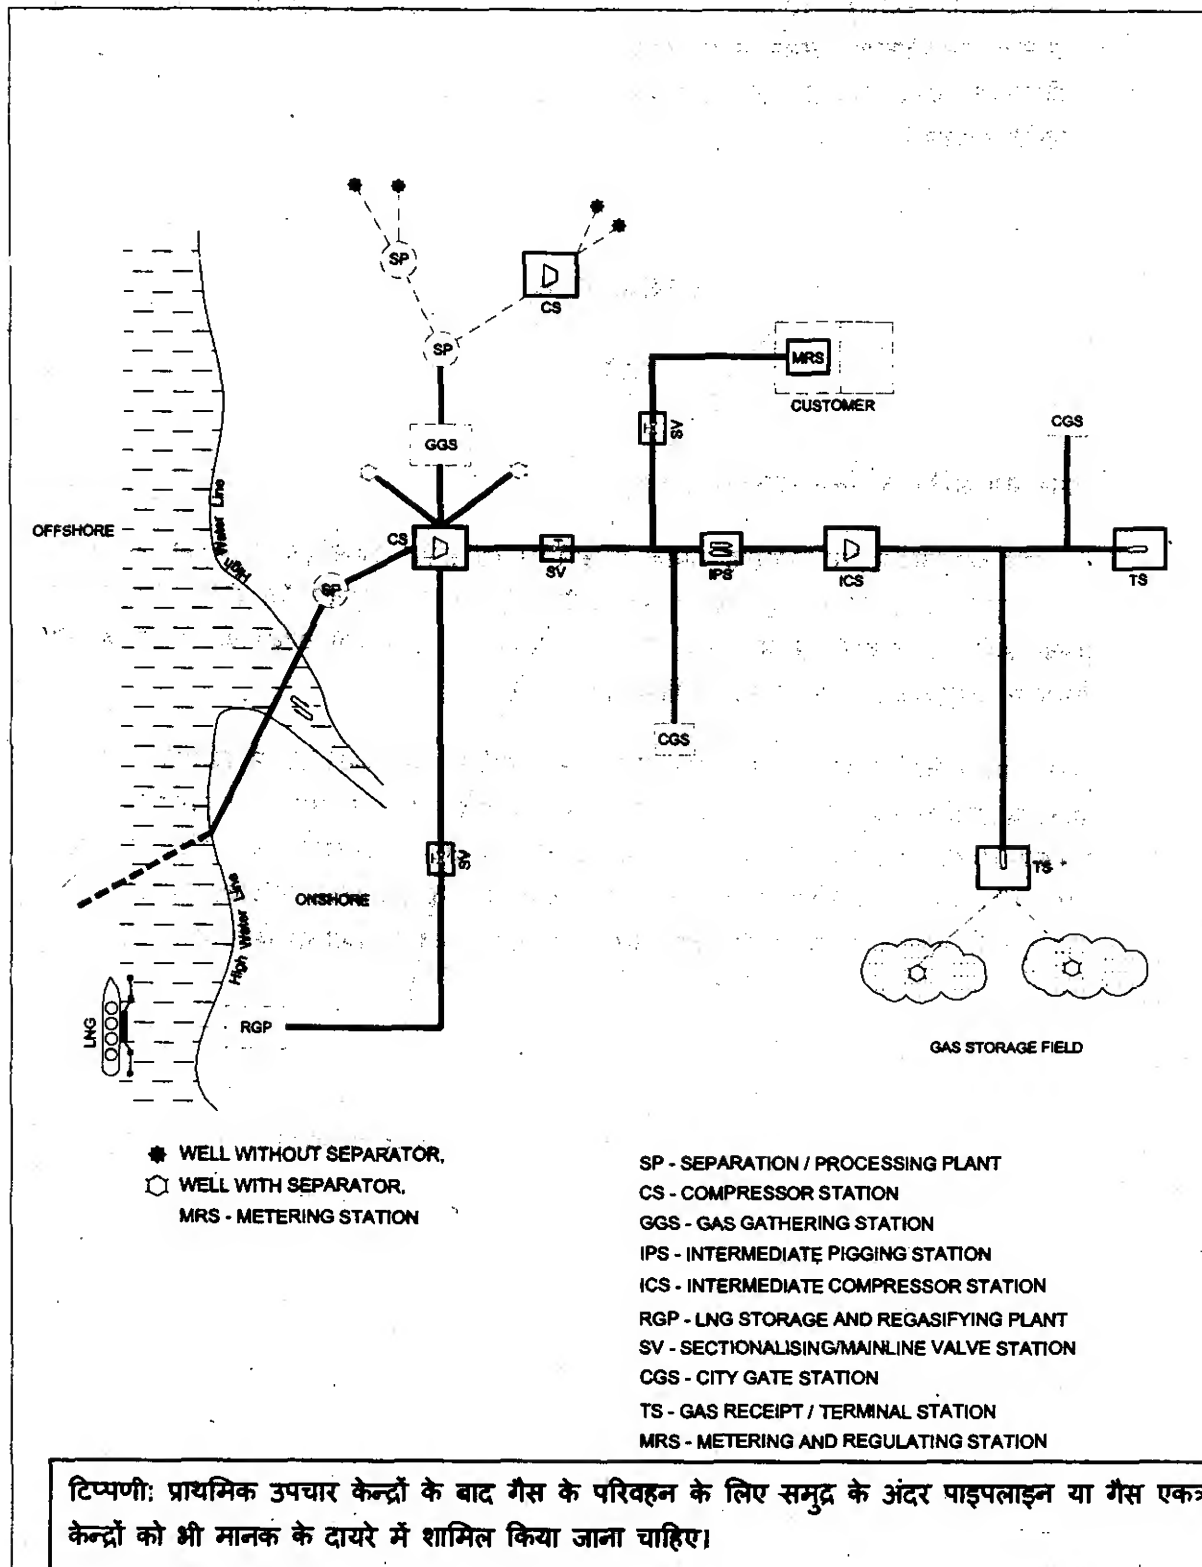 SP
SP
CS
MRS
CUSTOMER
SV
CGS
GGS
OFFSHORE
High Water Line
CS
SV
IPS
ICS
TS
SP
CGS
SV
TS
ONSHORE
High Water Line
LNG
RGP
GAS STORAGE FIELD
WELL WITHOUT SEPARATOR,
WELL WITH SEPARATOR,
MRS - METERING STATION
SP - SEPARATION / PROCESSING PLANT
CS - COMPRESSOR STATION
GGS - GAS GATHERING STATION
IPS - INTERMEDIATE PIGGING STATION
ICS - INTERMEDIATE COMPRESSOR STATION
RGP - LNG STORAGE AND REGASIFYING PLANT
SV - SECTIONALISING/MAINLINE VALVE STATION
CGS - CITY GATE STATION
TS - GAS RECEIPT / TERMINAL STATION
MRS - METERING AND REGULATING STATION
टिप्पणी: प्राथमिक उपचार केन्द्रों के बाद गैस के परिवहन के लिए समुद्र के अंदर पाइपलाइन या गैस एकत्र
केन्द्रों को भी मानक के दायरे में शामिल किया जाना चाहिए।